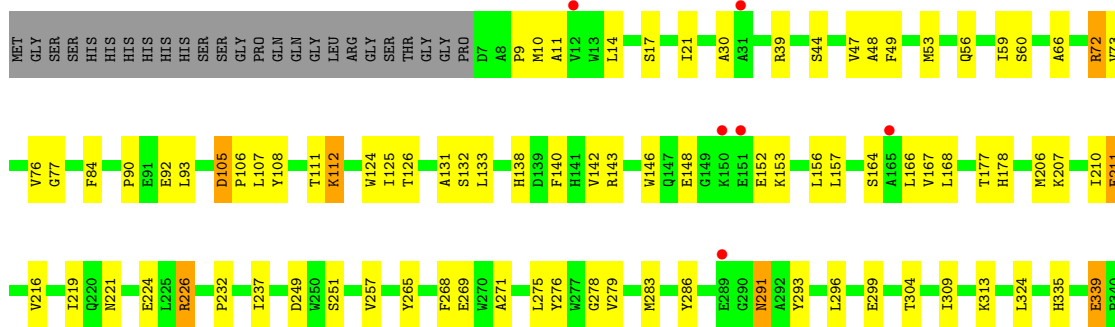 MET GLY SER SER HIS HIS HIS HIS HIS HIS SER SER GLY PRO GLN GLN GLY LEU ARG GLY SER THR GLY GLY PRO D7 A8 P9 M10 A11 V12 W13 L14 S17 I21 A30 A31 R39 S44 V47 A48 F49 M53 Q56 I59 S60 A66 R72
V76 G77 F84 P90 E91 E92 L93 D105 P106 L107 Y108 T111 K112 W124 I125 T126 A131 S132 L133 H138 D139 F140 H141 V142 R143 W146 Q147 E148 G149 K150 E151 E152 K153 L156 L157 S164 A165 L166 V167 L168 T177 H178 M206 K207 I210
V216 I219 Q220 N221 E224 L225 R226 P232 I237 D249 W250 S251 V257 Y265 F268 E269 W270 A271 L275 Y276 W277 G278 V279 M283 Y286 E289 G290 N291 A292 Y293 L296 E299 T304 I309 K313 L324 H335 E339